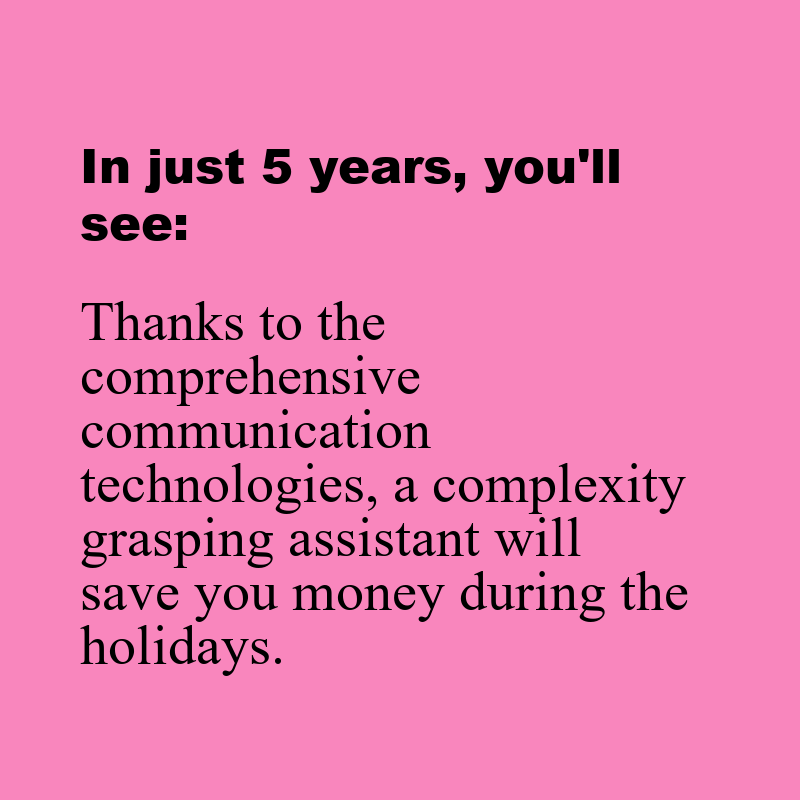 In just 5 years, you'll
see:
Thanks to the
comprehensive
communication
technologies, a complexity
grasping assistant will
save you money during the
holidays.